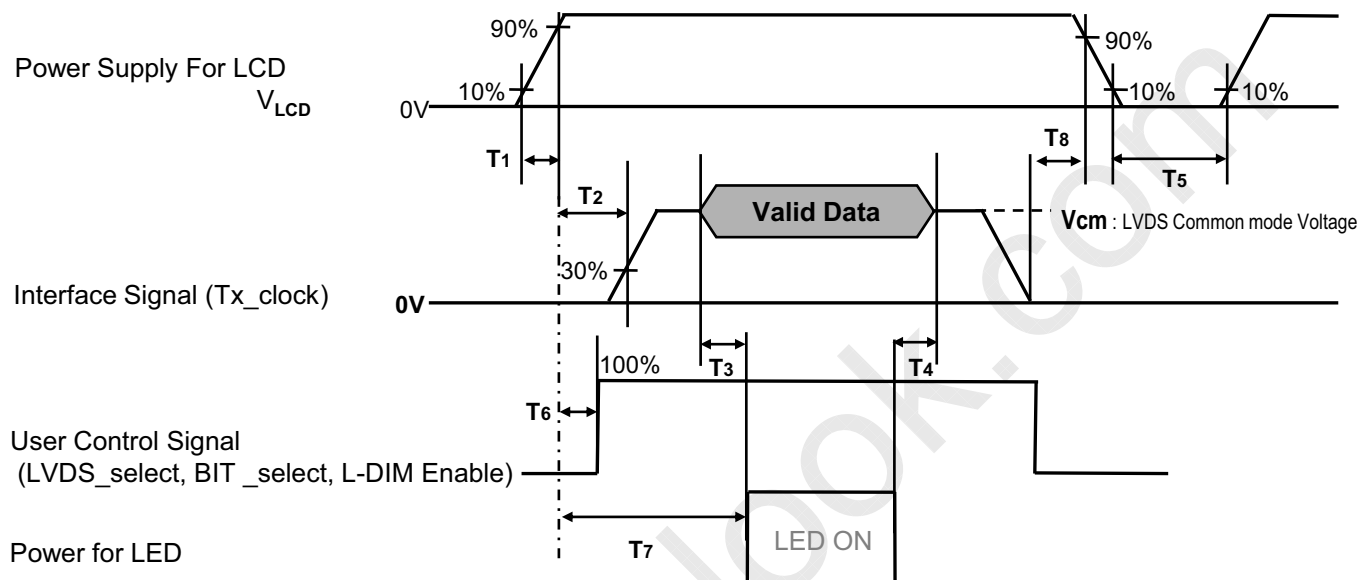 90%
90%
Power Supply For LCD
VLCD
10%
10%
10%
0V
T1
T8
T5
T2
Valid Data
Vcm : LVDS Common mode Voltage
30%
Interface Signal (Tx_clock)
0V
100%
T3
T4
T6
User Control Signal
(LVDS_select, BIT _select, L-DIM Enable)
T7
LED ON
Power for LED
look.com